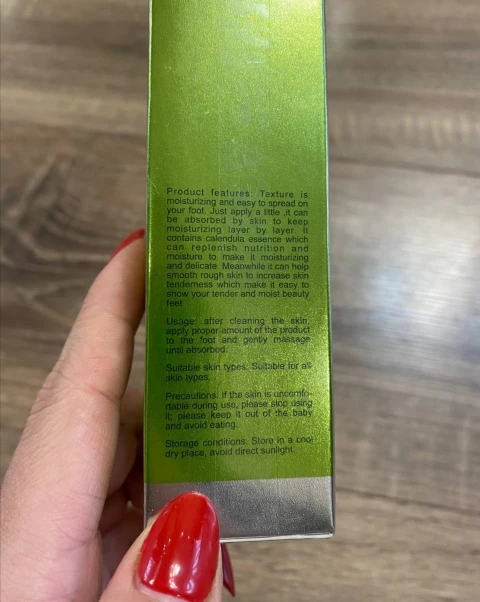 Product features: Texture is
moisturizing and easy to spread on
your foot. Just apply a little ,it can
be absorbed by skin to keep
moisturizing layer by layer. It
contains calendula essence which
can replenish nutrition and
moisture to make it moisturizing
and delicate. Meanwhile it can help
smooth rough skin to increase skin
tenderness which make it easy to
show your tender and moist beauty
feet
Usage: after cleaning the skin,
apply proper amount of the product
to the foot and gently massage
until absorbed.
Suitable skin types: Suitable for all
skin types.
Precautions: if the skin is uncomfo-
rtable during use, please stop using
it; please keep it out of the baby
and avoid eating.
Storage conditions: Store in a cool
dry place, avoid direct sunlight.